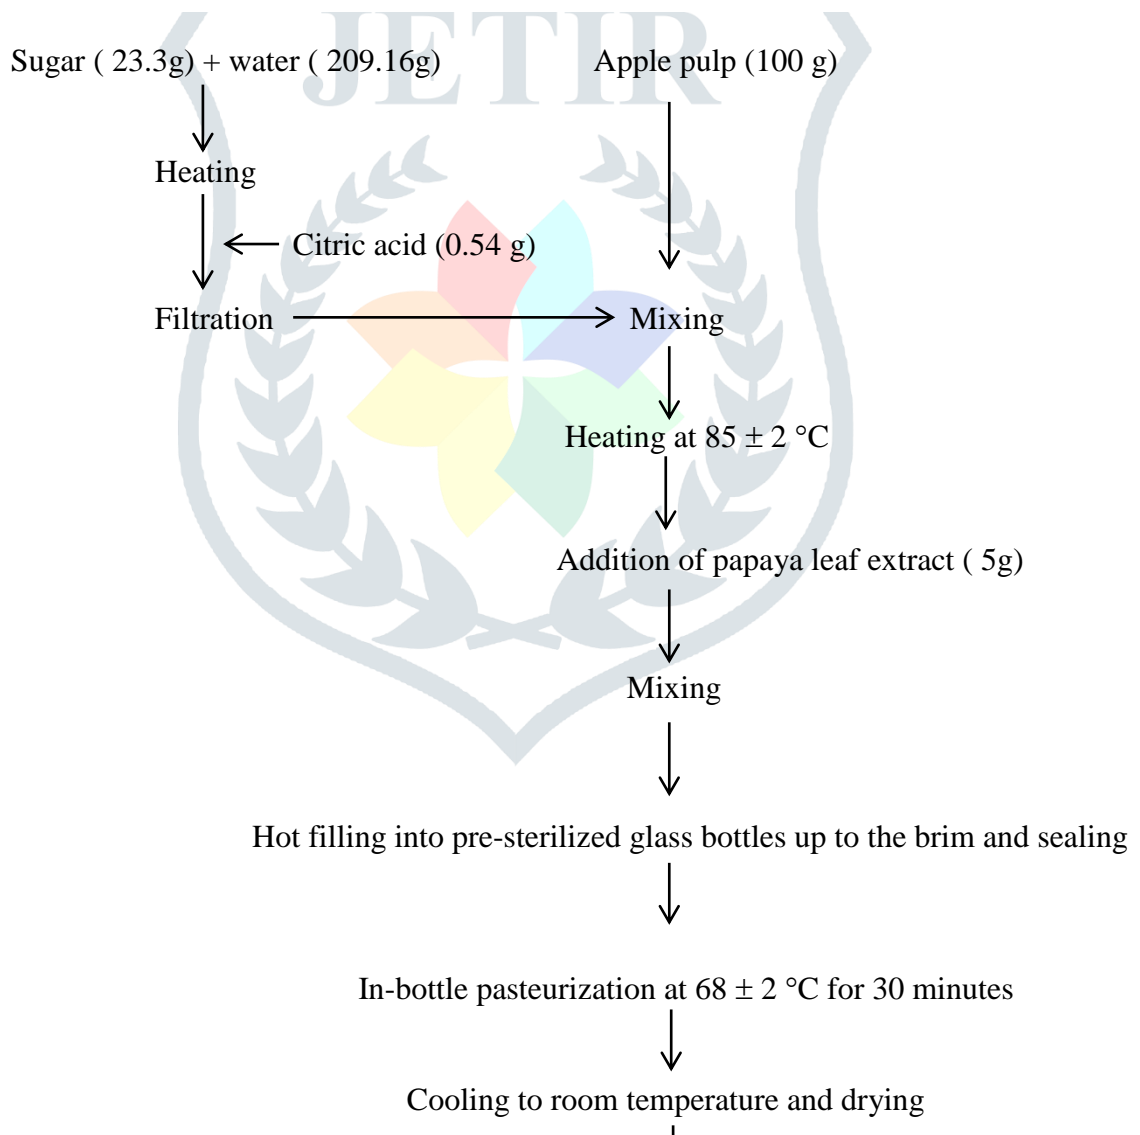 JETIR
Sugar ( 23.3g) + water ( 209.16g)
Apple pulp (100 g)
Heating
Citric acid (0.54 g)
Filtration
Mixing
Heating at 85 ± 2 °C
Addition of papaya leaf extract ( 5g)
Mixing
Hot filling into pre-sterilized glass bottles up to the brim and sealing
In-bottle pasteurization at 68 ± 2 °C for 30 minutes
Cooling to room temperature and drying